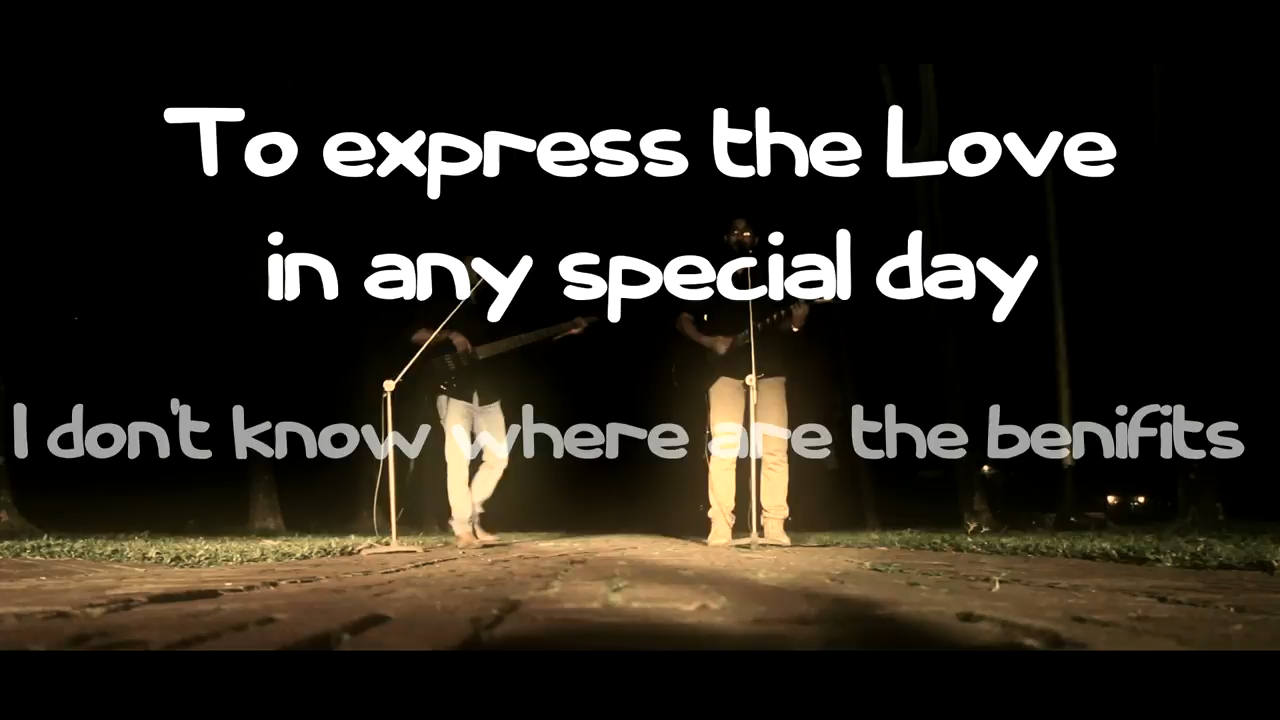 To express the Love
in any special day
I don't know where are the benifits